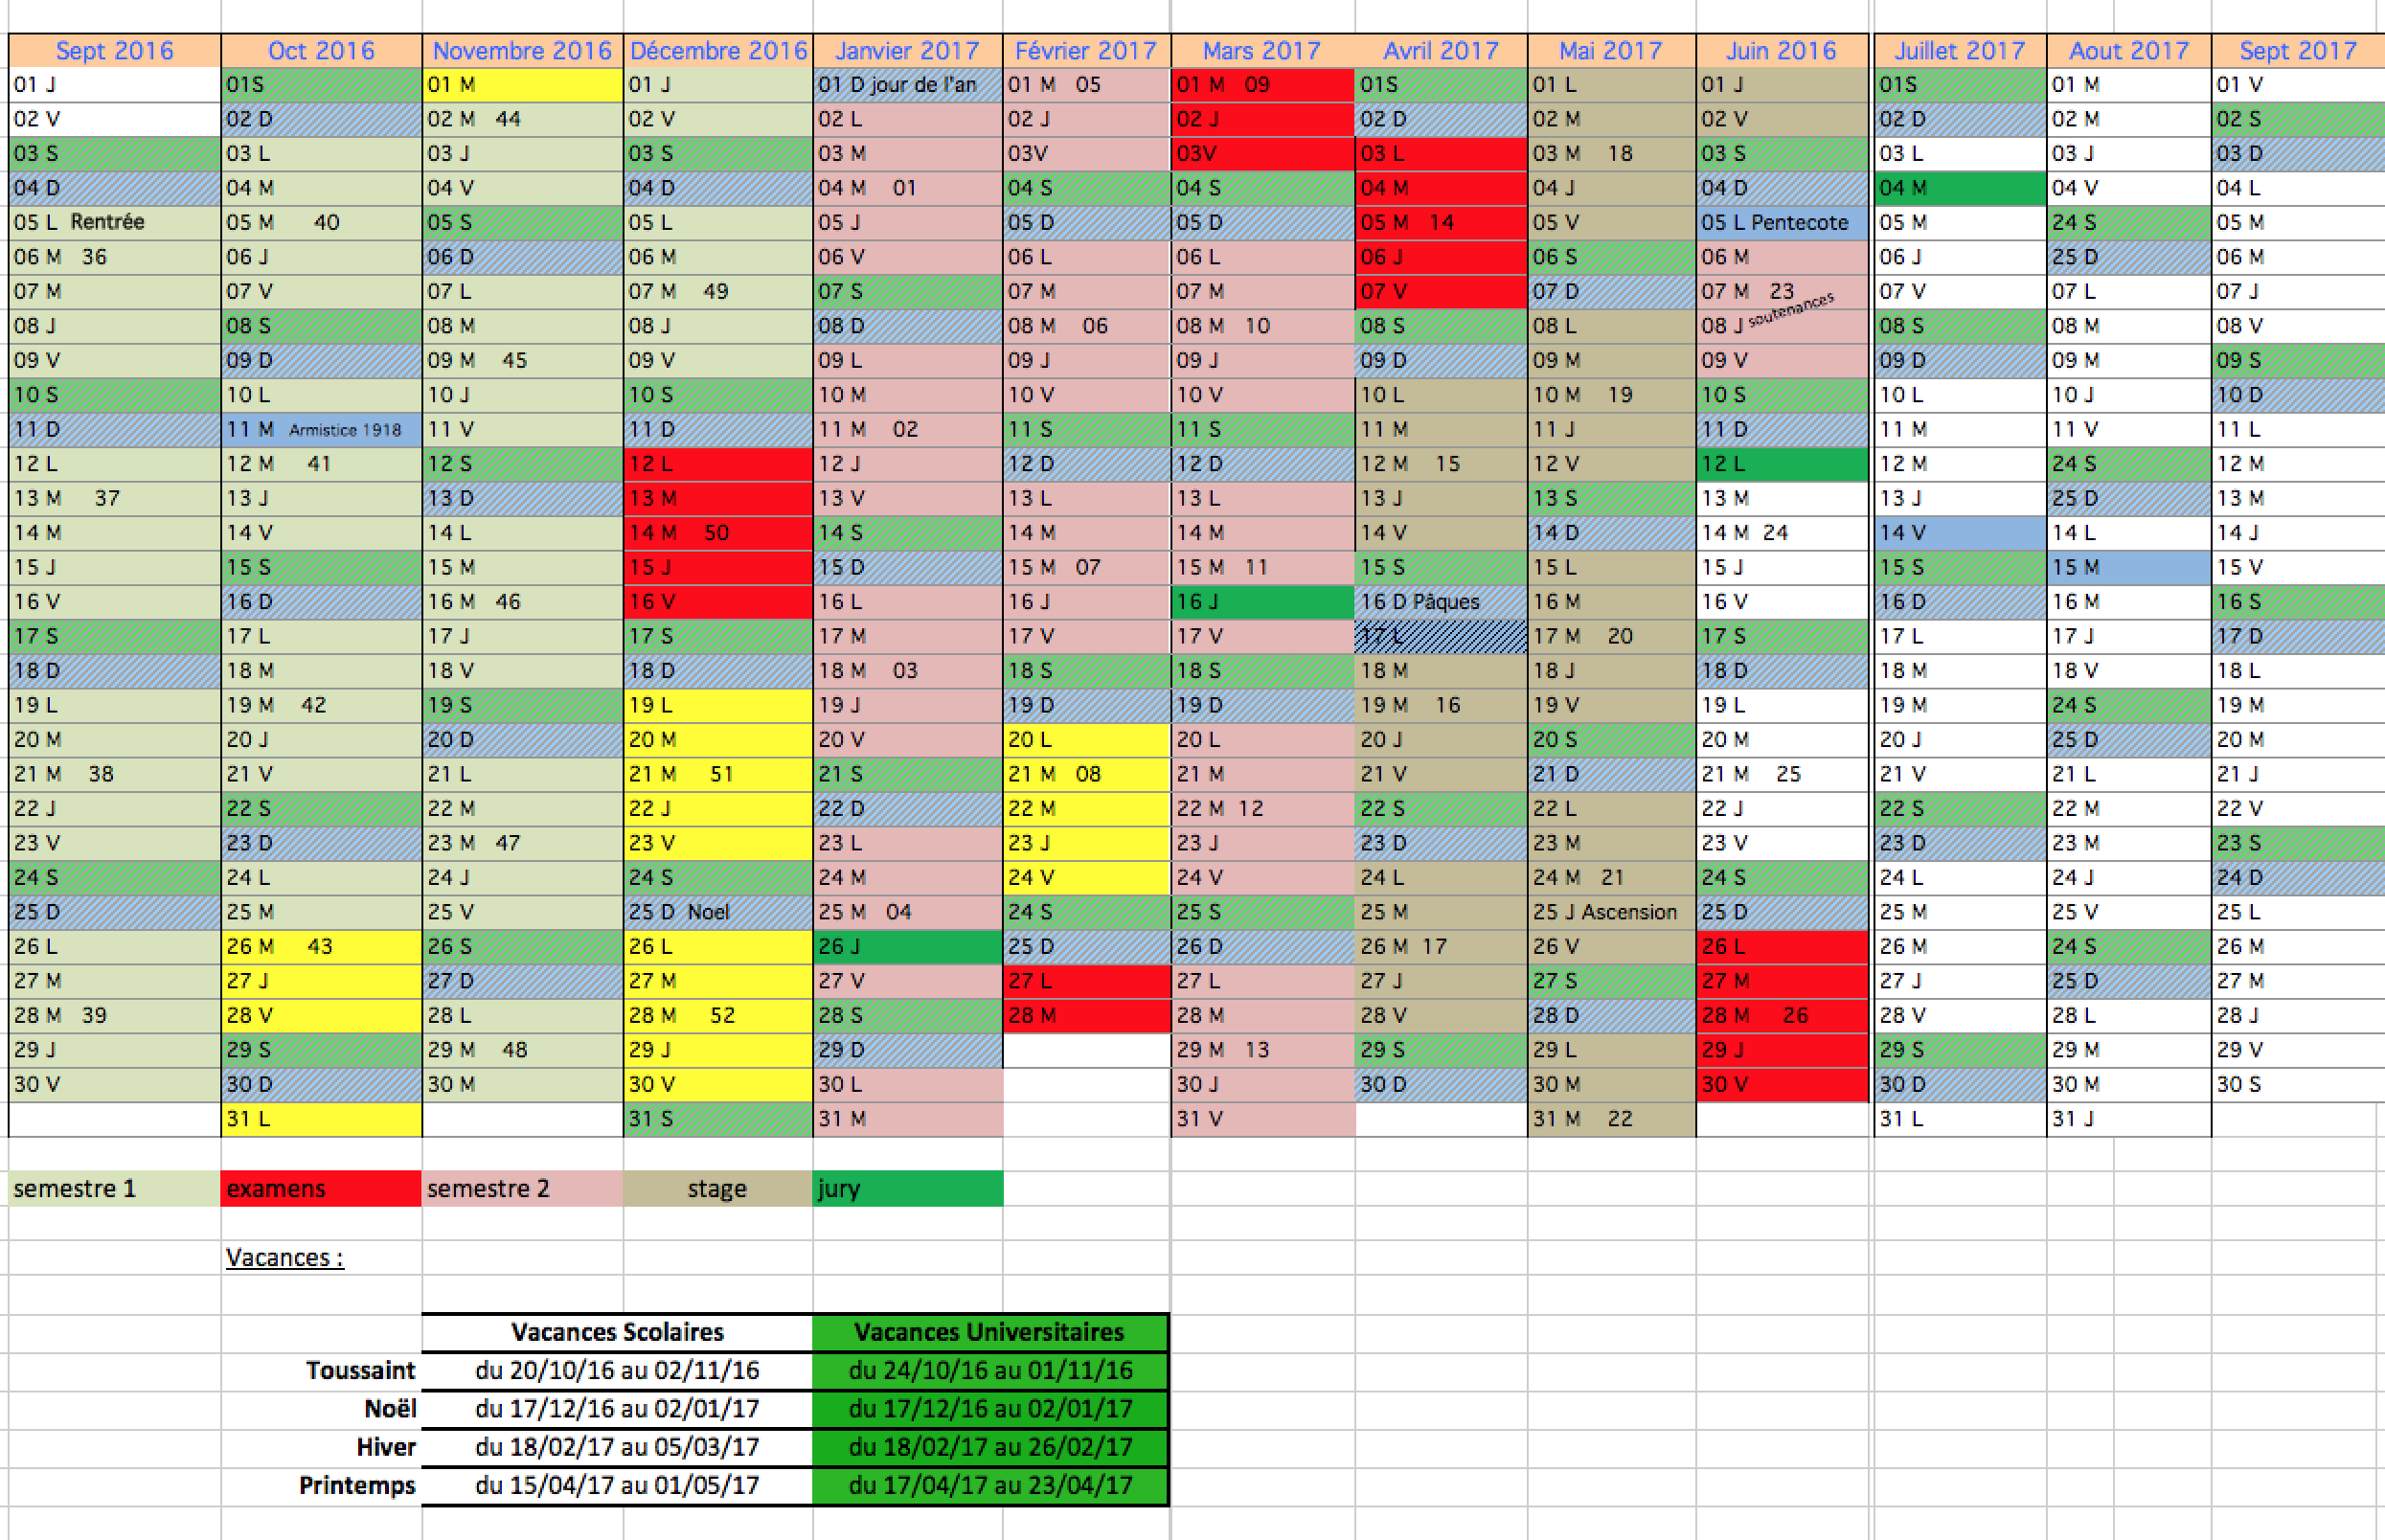 Sept 2016 Oct 2016 Novembre 2016 Décembre 2016 Janvier 2017 Février 2017 Mars 2017 Avril 2017 Mai 2017 Juin 2016 Juillet 2017 Aout 2017 Sept 2017
01 J 01S 01 M 01 J 01 D jour de l'an 01 M 05 01 M 09 01S 01 L 01 J 01S 01 M 01 V
02 V 02 D 02 M 44 02 V 02 L 02 J 02 J 02 D 02 M 02 V 02 D 02 M 02 S
03 S 03 L 03 J 03 S 03 M 03V 03V 03 L 03 M 18 03 S 03 L 03 J 03 D
04 D 04 M 04 V 04 D 04 M 01 04 S 04 S 04 M 04 J 04 D 04 M 04 V 04 L
05 L Rentrée 05 M 40 05 S 05 L 05 J 05 D 05 D 05 M 14 05 V 05 L Pentecote 05 M 24 S 05 M
06 M 36 06 J 06 D 06 M 06 V 06 L 06 L 06 J 06 S 06 M 06 J 25 D 06 M
07 M 07 V 07 L 07 M 49 07 S 07 M 07 M 07 V 07 D 07 M 23 07 V 07 L 07 J
08 J 08 S 08 M 08 J 08 D 08 M 06 08 M 10 08 S 08 L 08 J soutenances 08 S 08 M 08 V
09 V 09 D 09 M 45 09 V 09 L 09 J 09 J 09 D 09 M 09 V 09 D 09 M 09 S
10 S 10 L 10 J 10 S 10 M 10 V 10 V 10 L 10 M 19 10 S 10 L 10 J 10 D
11 D 11 M Armistice 1918 11 V 11 D 11 M 02 11 S 11 S 11 M 11 J 11 D 11 M 11 V 11 L
12 L 12 M 41 12 S 12 L 12 J 12 D 12 D 12 M 15 12 V 12 L 12 M 24 S 12 M
13 M 37 13 J 13 D 13 M 13 V 13 L 13 L 13 J 13 S 13 M 13 J 25 D 13 M
14 M 14 V 14 L 14 M 50 14 S 14 M 14 M 14 V 14 D 14 M 24 14 V 14 L 14 J
15 J 15 S 15 M 15 J 15 D 15 M 07 15 M 11 15 S 15 L 15 J 15 S 15 M 15 V
16 V 16 D 16 M 46 16 V 16 L 16 J 16 J 16 D Pâques 16 M 16 V 16 D 16 M 16 S
17 S 17 L 17 J 17 S 17 M 17 V 17 V 17 L 17 M 20 17 S 17 L 17 J 17 D
18 D 18 M 18 V 18 D 18 M 03 18 S 18 S 18 M 18 J 18 D 18 M 18 V 18 L
19 L 19 M 42 19 S 19 L 19 J 19 D 19 D 19 M 16 19 V 19 L 19 M 24 S 19 M
20 M 20 J 20 D 20 M 20 V 20 L 20 L 20 J 20 S 20 M 20 J 25 D 20 M
21 M 38 21 V 21 L 21 M 51 21 S 21 M 08 21 M 21 V 21 D 21 M 25 21 V 21 L 21 J
22 J 22 S 22 M 22 J 22 D 22 M 22 M 12 22 S 22 L 22 J 22 S 22 M 22 V
23 V 23 D 23 M 47 23 V 23 L 23 J 23 J 23 D 23 M 23 V 23 D 23 M 23 S
24 S 24 L 24 J 24 S 24 M 24 V 24 V 24 L 24 M 21 24 S 24 L 24 J 24 D
25 D 25 M 25 V 25 D Noel 25 M 04 24 S 25 S 25 M 25 J Ascension 25 D 25 M 25 V 25 L
26 L 26 M 43 26 S 26 L 26 J 25 D 26 D 26 M 17 26 V 26 L 26 M 24 S 26 M
27 M 27 J 27 D 27 M 27 V 27 L 27 L 27 J 27 S 27 M 27 J 25 D 27 M
28 M 39 28 V 28 L 28 M 52 28 S 28 M 28 M 28 V 28 D 28 M 26 28 V 28 L 28 J
29 J 29 S 29 M 48 29 J 29 D 29 M 13 29 S 29 L 29 J 29 S 29 M 29 V
30 V 30 D 30 M 30 V 30 L 30 J 30 D 30 M 30 V 30 D 30 M 30 S
31 L 31 S 31 M 31 V 31 M 22 31 L 31 J
semestre 1 examens semestre 2 stage jury
Vacances :
Vacances Scolaires Vacances Universitaires
Toussaint du 20/10/16 au 02/11/16 du 24/10/16 au 01/11/16
Noël du 17/12/16 au 02/01/17 du 17/12/16 au 02/01/17
Hiver du 18/02/17 au 05/03/17 du 18/02/17 au 26/02/17
Printemps du 15/04/17 au 01/05/17 du 17/04/17 au 23/04/17